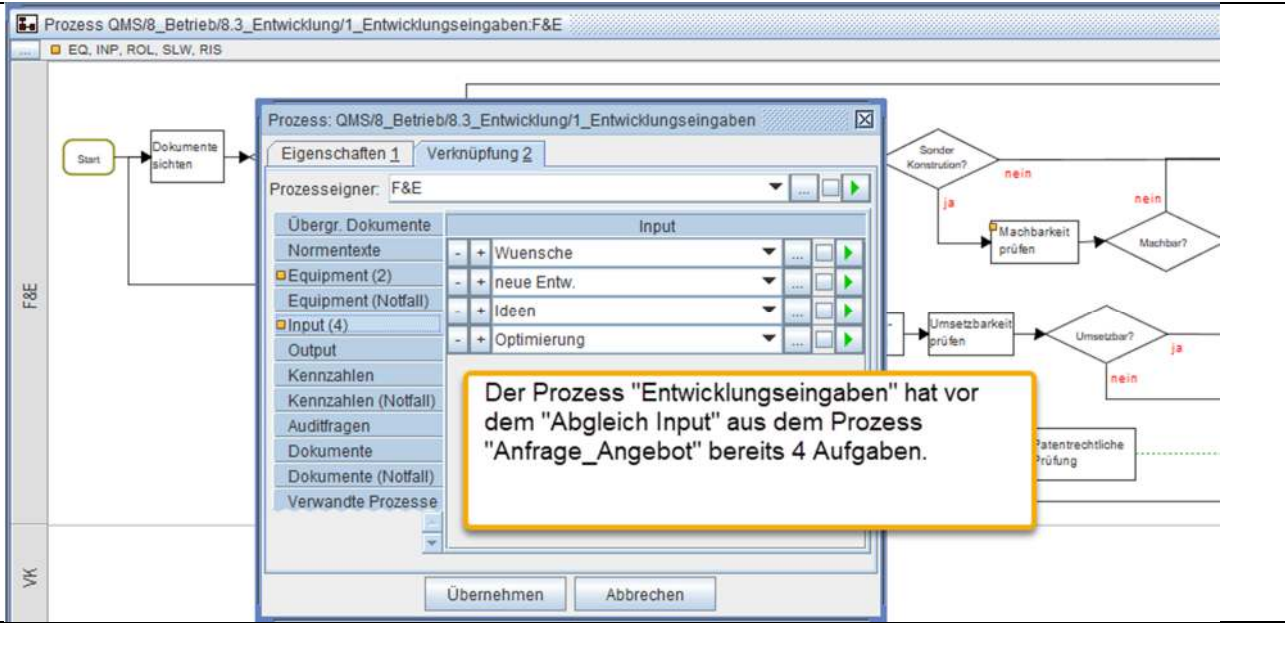 Prozess QMS/8_Betrieb/8.3_Entwicklung/1_Entwicklungseingaben:F&E
... EQ, INP, ROL, SLW, RIS
F&E
VK
Start
Dokumente
sichten
Prozess: QMS/8_Betrieb/8.3_Entwicklung/1_Entwicklungseingaben
Eigenschaften 1 Verknüpfung 2
Prozesseigner: F&E ...
Übergr. Dokumente
Normentexte
Equipment (2)
Equipment (Notfall)
Input (4)
Output
Kennzahlen
Kennzahlen (Notfall)
Auditfragen
Dokumente
Dokumente (Notfall)
Verwandte Prozesse
Input
- + Wuensche ...
- + neue Entw. ...
- + Ideen ...
- + Optimierung ...
Der Prozess "Entwicklungseingaben" hat vor
dem "Abgleich Input" aus dem Prozess
"Anfrage_Angebot" bereits 4 Aufgaben.
Übernehmen Abbrechen
Sonder
Konstrution?
nein
ja
Machbarkeit
prüfen
nein
Machbar?
Umsetzbarkeit
prüfen
Umsetzbar?
ja
nein
Patentrechtliche
Prüfung